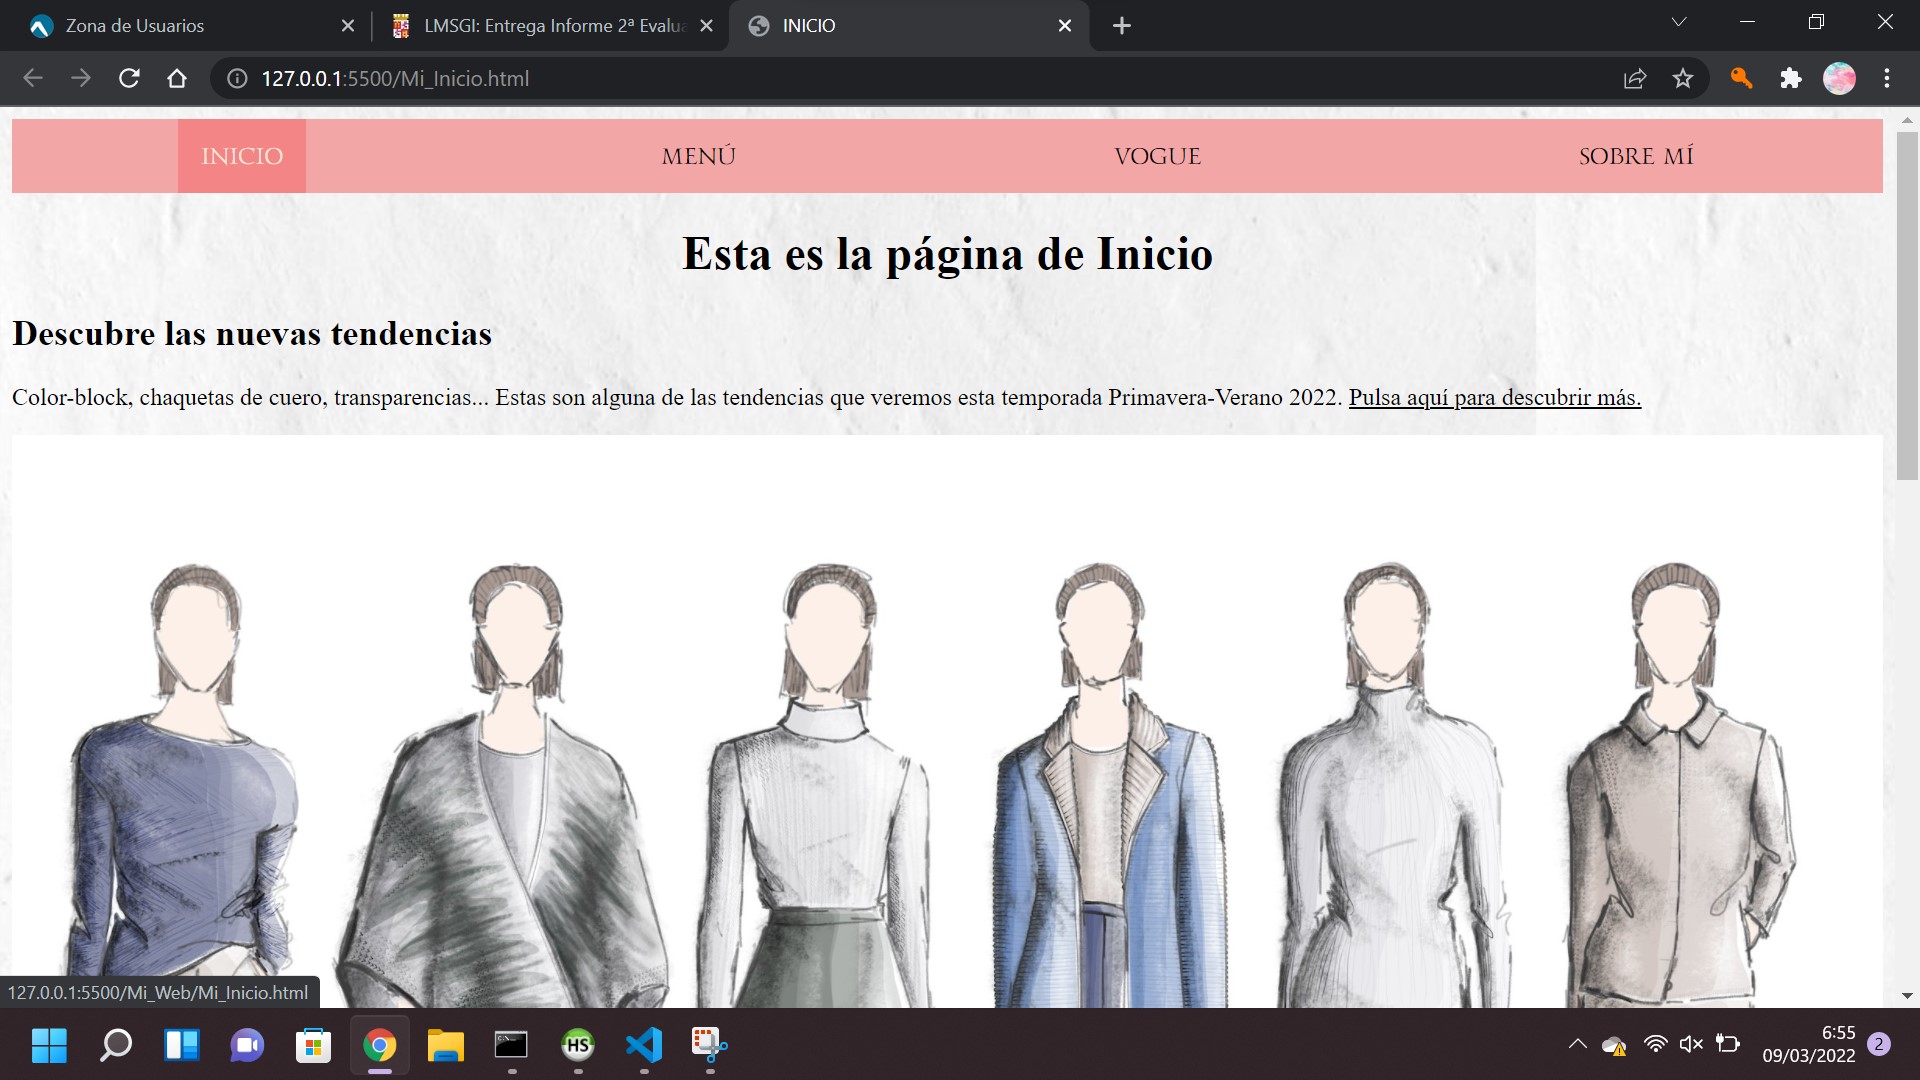 Zona de Usuarios
LMSGI: Entrega Informe 2ª Evalua
INICIO
127.0.0.1:5500/Mi_Inicio.html
INICIO
MENÚ
VOGUE
SOBRE MÍ
Esta es la página de Inicio
Descubre las nuevas tendencias
Color-block, chaquetas de cuero, transparencias... Estas son alguna de las tendencias que veremos esta temporada Primavera-Verano 2022. Pulsa aquí para descubrir más.
127.0.0.1:5500/Mi_Web/Mi_Inicio.html
HS
6:55
09/03/2022
2